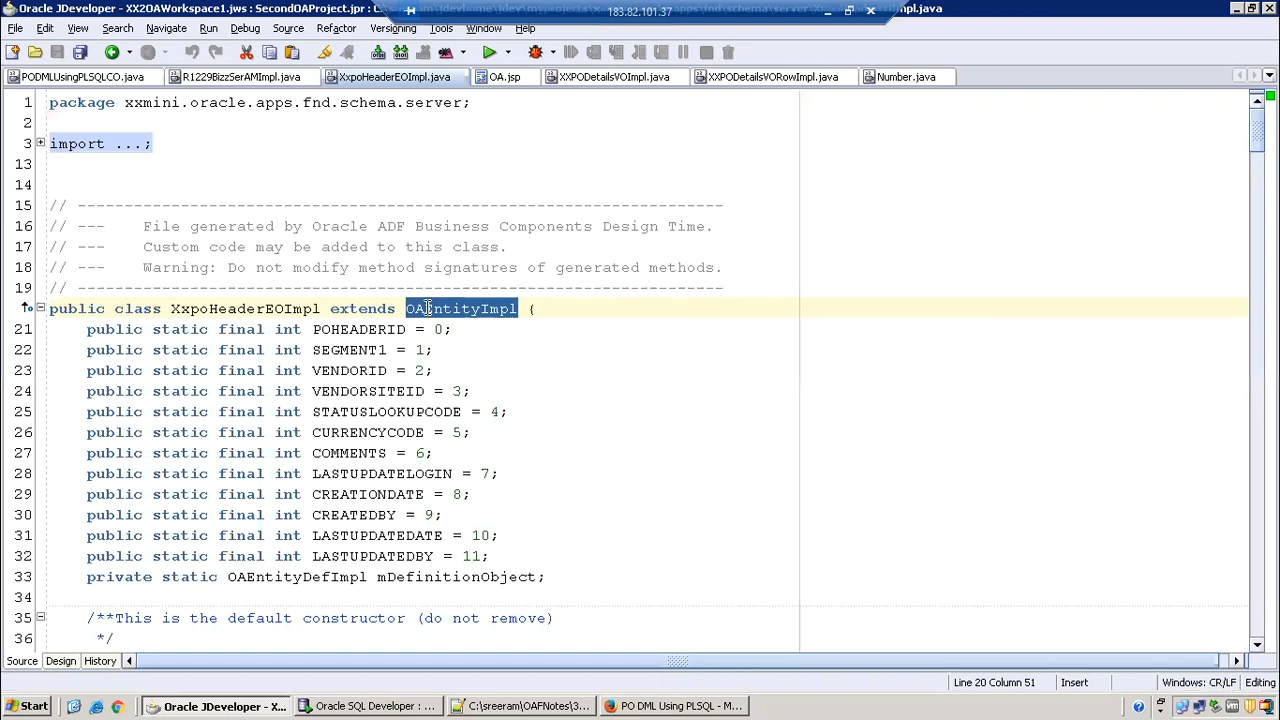 Oracle JDeveloper - XX2OAWorkspace1.jws : SecondOAProject.jpr :
183.82.101.37
Impl.java
File Edit View Search Navigate Run Debug Source Refactor Versioning Tools Window Help
PODMLUsingPLSQLCO.java R1229BizzSerAMImpl.java XxpoHeaderEOImpl.java OA.jsp XXPODetailsVOImpl.java XXPODetailsVORowImpl.java Number.java
1 package xxmini.oracle.apps.fnd.schema.server;
2
3 import ...;
13
14
15 // ---------------------------------------------------------------------
16 // --- File generated by Oracle ADF Business Components Design Time.
17 // --- Custom code may be added to this class.
18 // --- Warning: Do not modify method signatures of generated methods.
19 // ---------------------------------------------------------------------
public class XxpoHeaderEOImpl extends OAEntityImpl {
21 public static final int POHEADERID = 0;
22 public static final int SEGMENT1 = 1;
23 public static final int VENDORID = 2;
24 public static final int VENDORSITEID = 3;
25 public static final int STATUSLOOKUPCODE = 4;
26 public static final int CURRENCYCODE = 5;
27 public static final int COMMENTS = 6;
28 public static final int LASTUPDATELOGIN = 7;
29 public static final int CREATIONDATE = 8;
30 public static final int CREATEDBY = 9;
31 public static final int LASTUPDATEDATE = 10;
32 public static final int LASTUPDATEDBY = 11;
33 private static OAEntityDefImpl mDefinitionObject;
34
35 /**This is the default constructor (do not remove)
36 */
Source Design History
Line 20 Column 51 Insert Windows: CR/LF Editing
Start Oracle JDeveloper - X... Oracle SQL Developer : ... C:\sreeram\OAFNotes\3... PO DML Using PLSQL - M...